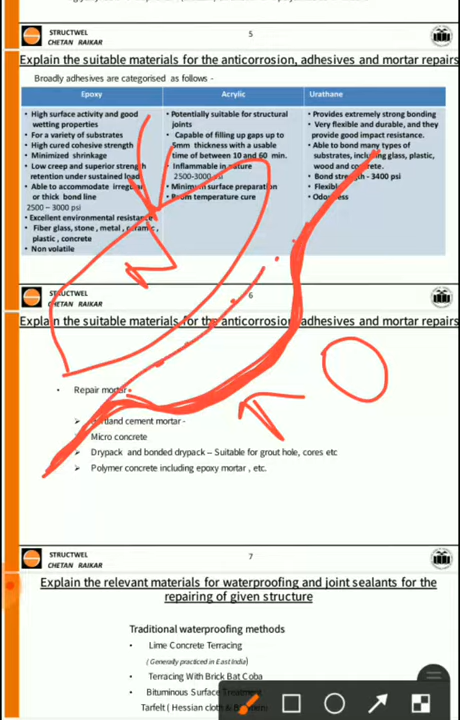 STRUCTWEL
CHETAN RAIKAR
5
Explain the suitable materials for the anticorrosion, adhesives and mortar repairs
Broadly adhesives are categorised as follows -
Epoxy
• High surface activity and good
wetting properties
• For a variety of substrates
• High cured cohesive strength
• Minimized shrinkage
• Low creep and superior strength
retention under sustained load
• Able to accommodate
or thick bond line
2500 – 3000 psi
• Excellent environmental resistance
• Fiber glass, stone , metal , ceramic ,
plastic , concrete
• Non volatile
Acrylic
• Potentially suitable for structural
joints
• Capable of filling up gaps up to
5mm thickness with a usable
time of between 10 and 60 min.
• Inflammable in nature
2500-3000
• Minimum surface preparation
• Room temperature cure
Urathane
• Provides extremely strong bonding
• Very flexible and durable, and they
provide good impact resistance.
• Able to bond many types of
substrates, including glass, plastic,
wood and concrete.
• Bond strength - 3400 psi
• Flexible
•
STRUCTWEL
CHETAN RAIKAR
6
Explain the suitable materials for the anticorrosion, adhesives and mortar repairs
• Repair mortar
➢ Portland cement mortar -
Micro concrete
➢ Drypack and bonded drypack – Suitable for grout hole, cores etc
➢ Polymer concrete including epoxy mortar , etc.
STRUCTWEL
CHETAN RAIKAR
7
Explain the relevant materials for waterproofing and joint sealants for the
repairing of given structure
Traditional waterproofing methods
• Lime Concrete Terracing
( Generally practiced in East India)
• Terracing With Brick Bat Coba
• Bituminous Surface Treatment
Tarfelt ( Hessian cloth &